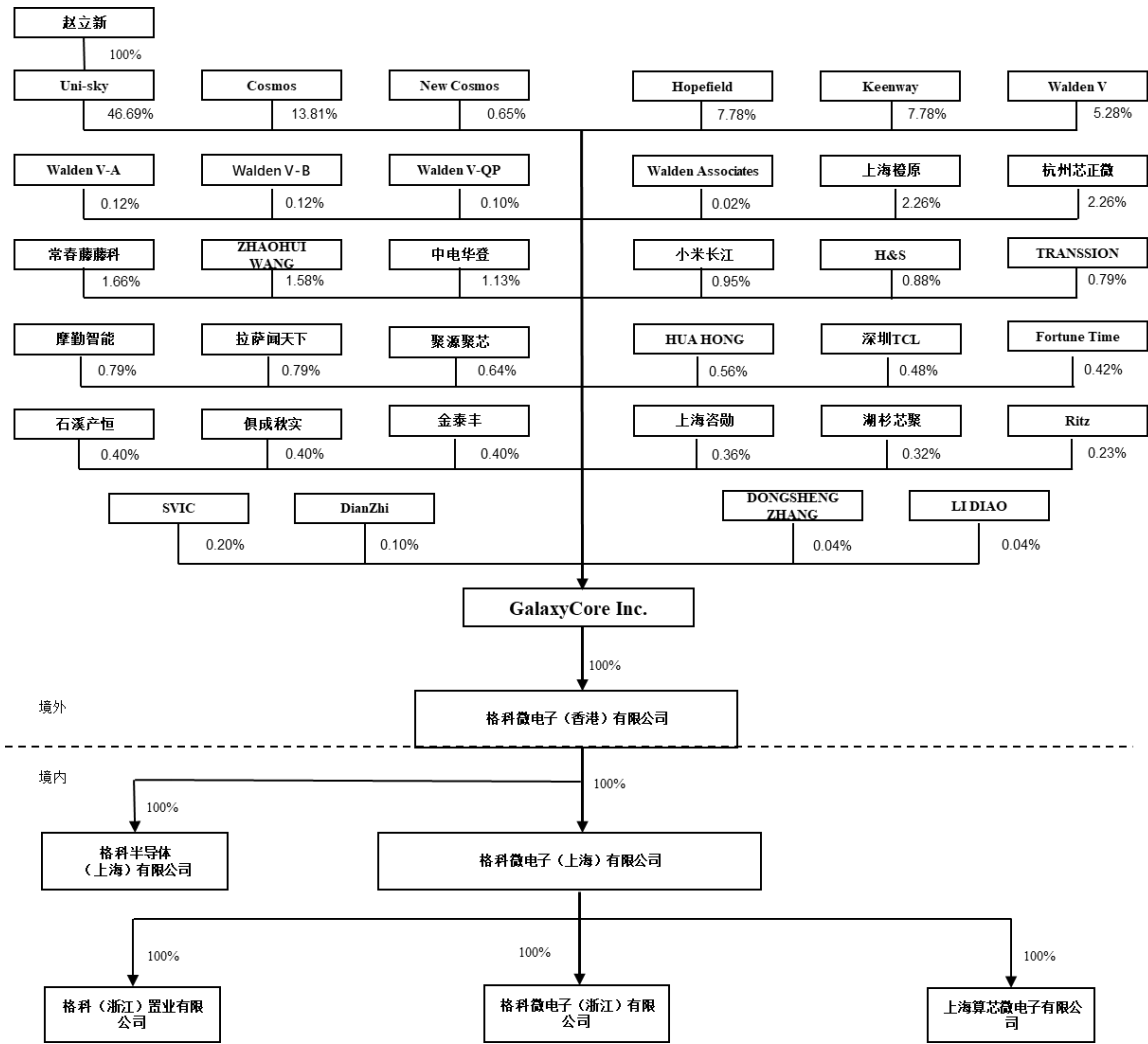 赵立新
100%
Uni-sky
Cosmos
New Cosmos
Hopefield
Keenway
Walden V
46.69%
13.81%
0.65%
7.78%
7.78%
5.28%
Walden V-A
Walden V-B
Walden V-QP
Walden Associates
上海橙原
杭州芯正微
0.12%
0.12%
0.10%
0.02%
2.26%
2.26%
常春藤藤科
ZHAOHUI
WANG
中电华登
小米长江
H&S
TRANSSION
1.66%
1.58%
1.13%
0.95%
0.88%
0.79%
摩勤智能
拉萨闻天下
聚源聚芯
HUA HONG
深圳TCL
Fortune Time
0.79%
0.79%
0.64%
0.56%
0.48%
0.42%
石溪产恒
俱成秋实
金泰丰
上海咨勋
湖杉芯聚
Ritz
0.40%
0.40%
0.40%
0.36%
0.32%
0.23%
SVIC
DianZhi
DONGSHENG
ZHANG
LI DIAO
0.20%
0.10%
0.04%
0.04%
GalaxyCore Inc.
100%
境外
格科微电子（香港）有限公司
境内
100%
100%
格科半导体
（上海）有限公司
格科微电子（上海）有限公司
100%
100%
100%
格科（浙江）置业有限
公司
格科微电子（浙江）有限
公司
上海算芯微电子有限公
司